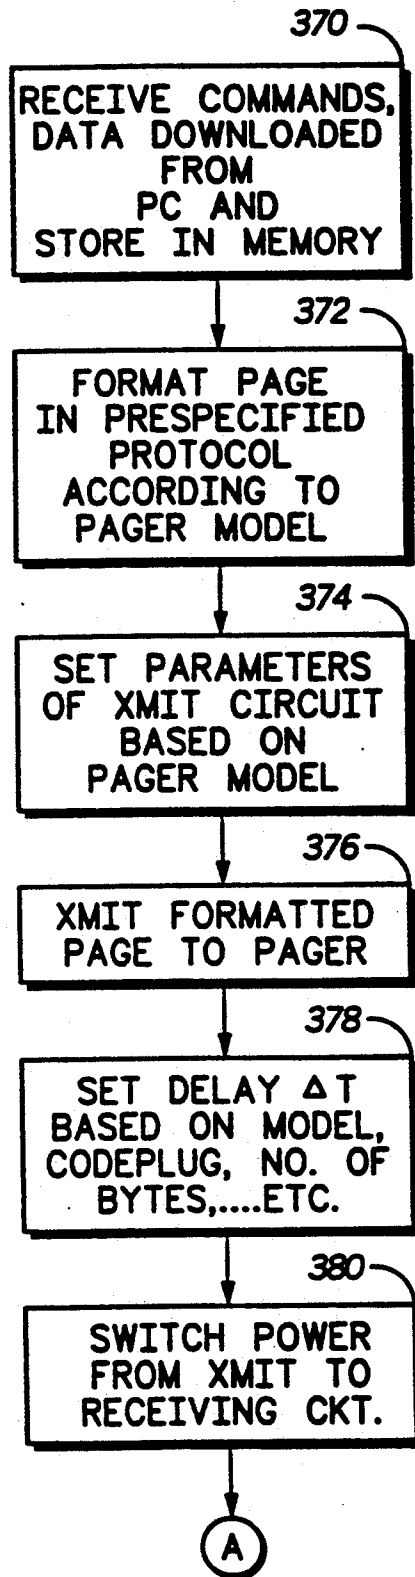 370
RECEIVE COMMANDS,
DATA DOWNLOADED
FROM
PC AND
STORE IN MEMORY
372
FORMAT PAGE
IN PRESPECIFIED
PROTOCOL
ACCORDING TO
PAGER MODEL
374
SET PARAMETERS
OF XMIT CIRCUIT
BASED ON
PAGER MODEL
376
XMIT FORMATTED
PAGE TO PAGER
378
SET DELAY Δ T
BASED ON MODEL,
CODEPLUG, NO. OF
BYTES,....ETC.
380
SWITCH POWER
FROM XMIT TO
RECEIVING CKT.
A